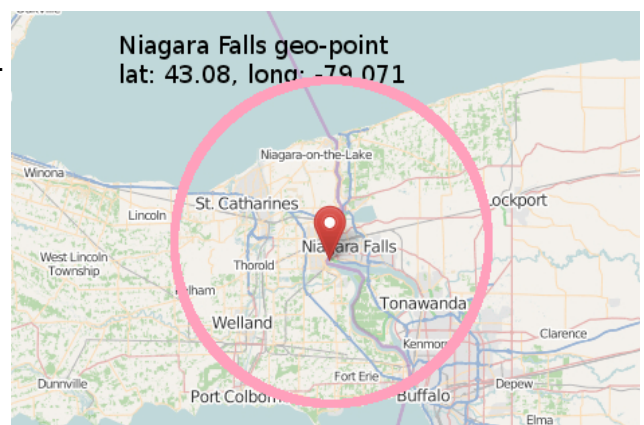 Niagara Falls geo-point
lat: 43.08, long: -79.071
Niagara-on-the-Lake
Winona
St. Catharines
Lockport
Lincoln
Niagara Falls
West Lincoln
Township
Thorold
Pelham
Tonawanda
Welland
Clarence
Kenmore
Fort Erie
Dunnville
Depew
Port Colborne
Buffalo
Elma